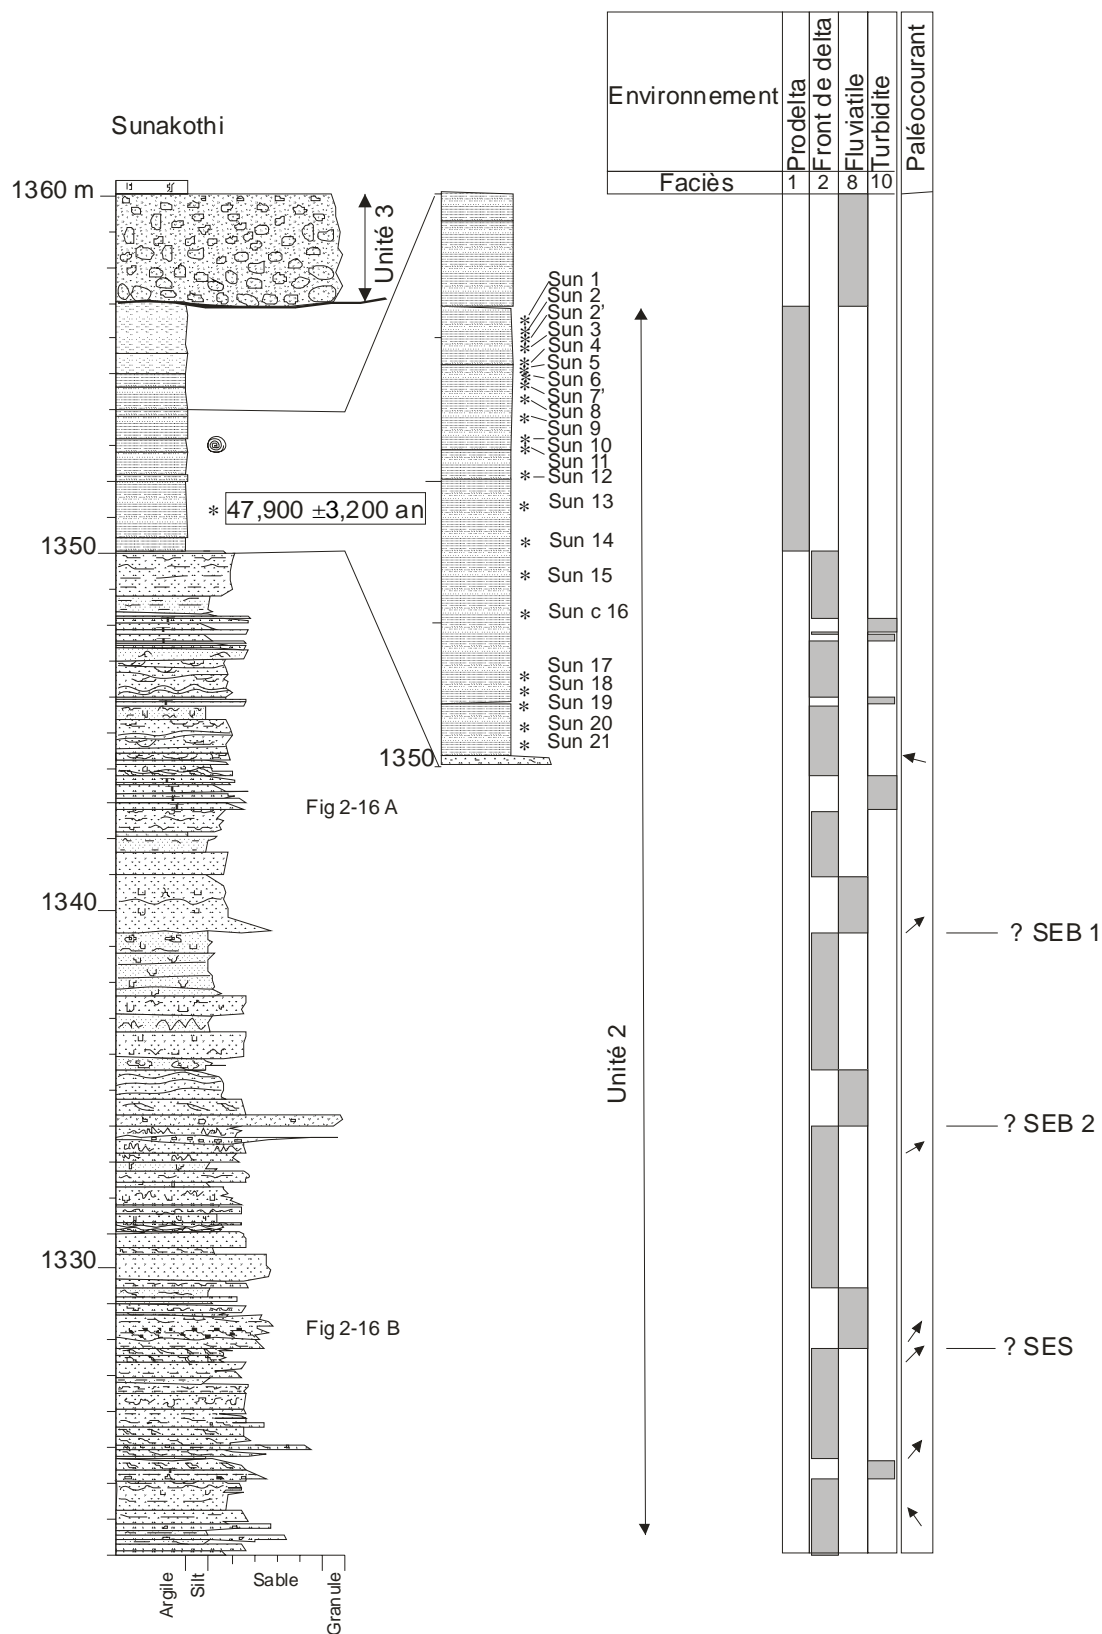 Sunakothi
Environnement
Prodelta
Front de delta
Fluviatile
Turbidite
Paléocourant
Faciès
1
2
8
10
1360 m
Unité 3
Sun 1
Sun 2
Sun 2'
Sun 3
Sun 4
Sun 5
Sun 6
Sun 7'
Sun 8
Sun 9
Sun 10
Sun 11
Sun 12
Sun 13
Sun 14
Sun 15
Sun c 16
Sun 17
Sun 18
Sun 19
Sun 20
Sun 21
* 47,900 ±3,200 an
1350
1350
Fig 2-16 A
1340
? SEB 1
Unité 2
? SEB 2
1330
Fig 2-16 B
? SES
Argile
Silt
Sable
Granule